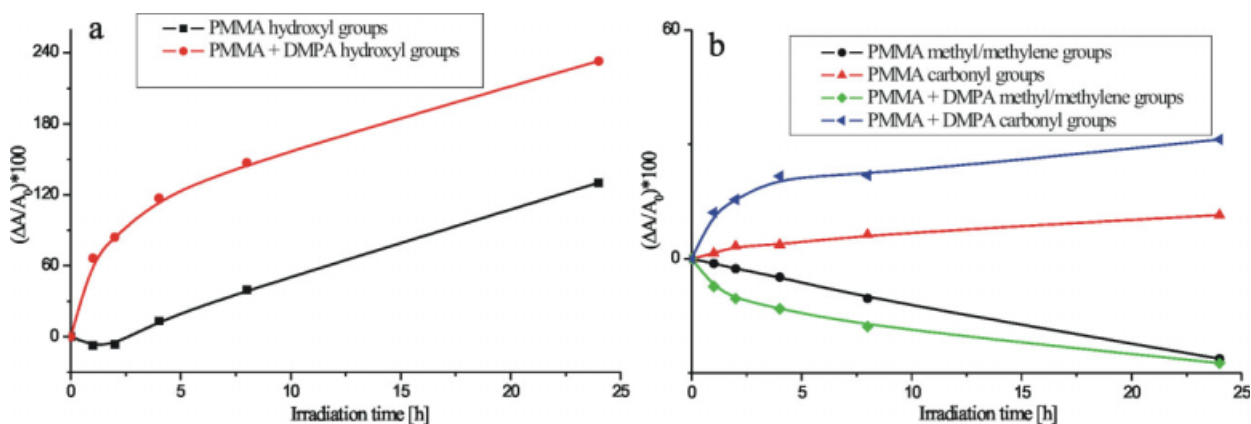 a
PMMA hydroxyl groups
PMMA + DMPA hydroxyl groups
240
180
120
60
0
(ΔA/A₀)*100
0 5 10 15 20 25
Irradiation time [h]
b
PMMA methyl/methylene groups
PMMA carbonyl groups
PMMA + DMPA methyl/methylene groups
PMMA + DMPA carbonyl groups
60
0
(ΔA/A₀)*100
0 5 10 15 20 25
Irradiation time [h]